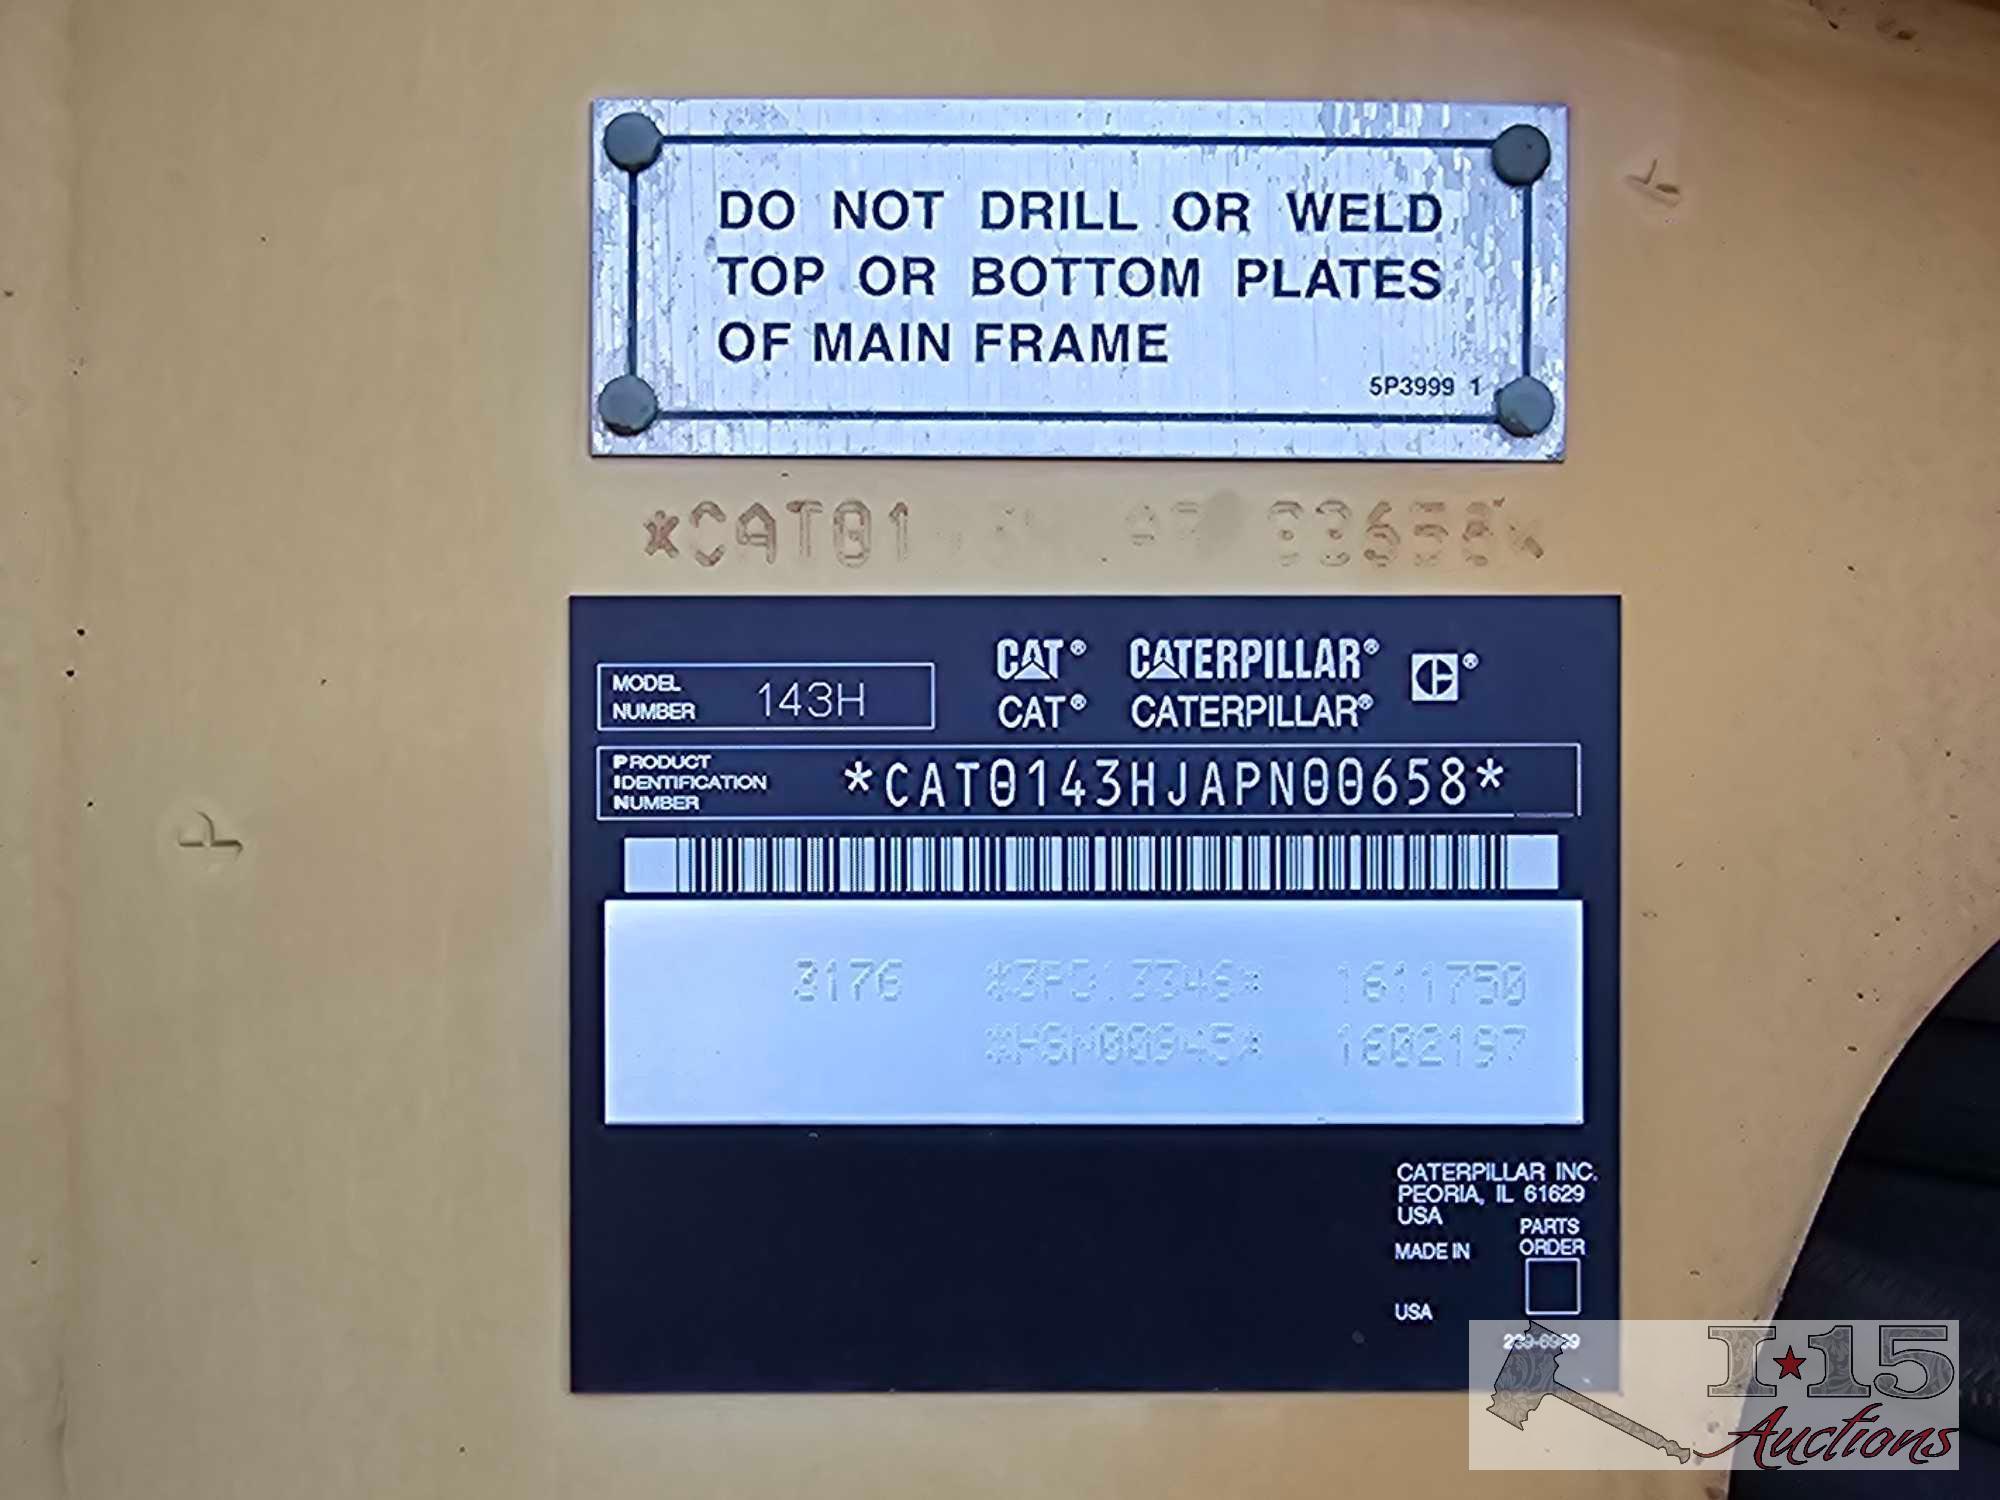 DO NOT DRILL OR WELD
TOP OR BOTTOM PLATES
OF MAIN FRAME
5P3999 1
CAT® CATERPILLAR®
CAT® CATERPILLAR®
MODEL
NUMBER
143H
PRODUCT
IDENTIFICATION
NUMBER
*CAT0143HJAPN00658*
3176 1611750
1602197
CATERPILLAR INC.
PEORIA, IL 61629
USA
PARTS
ORDER
MADE IN
USA
I★15
Auctions